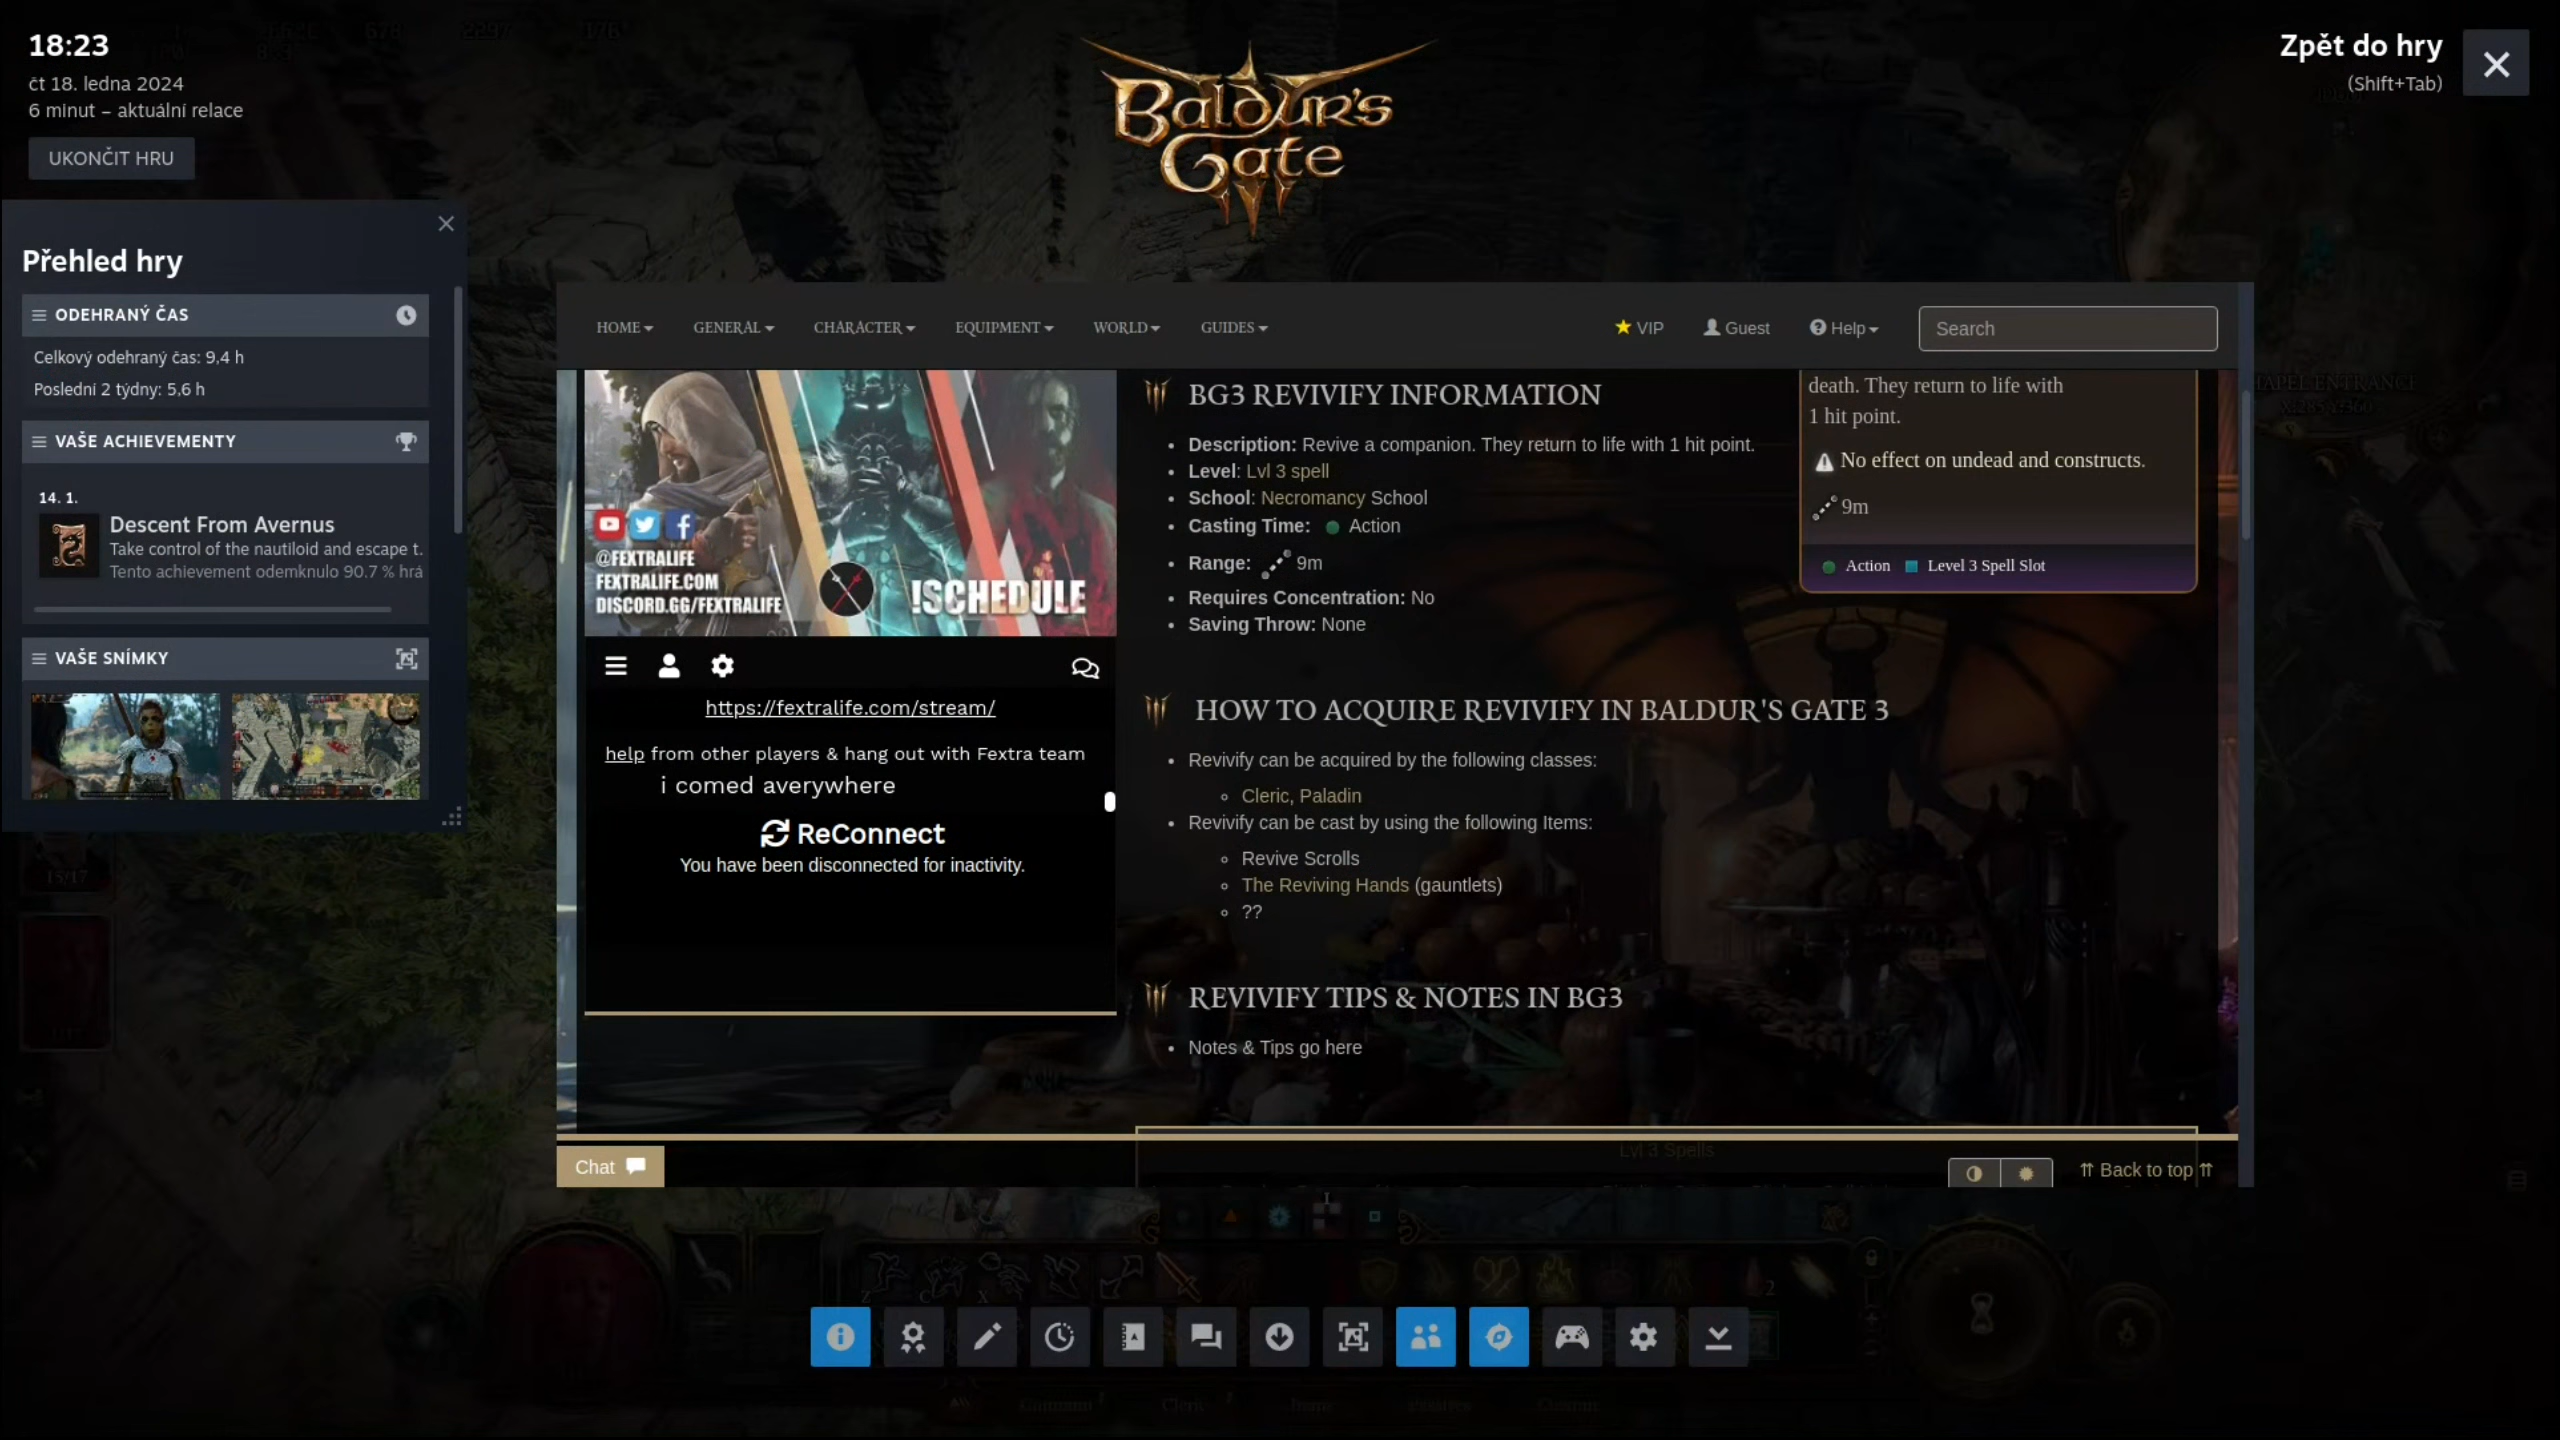 18:23
čt 18. ledna 2024
6 minut – aktuální relace
UKONČIT HRU
Baldur's
Gate
Zpět do hry
(Shift+Tab)
Přehled hry
ODEHRANÝ ČAS
Celkový odehraný čas: 9,4 h
Poslední 2 týdny: 5,6 h
VAŠE ACHIEVEMENTY
14. 1.
Descent From Avernus
Take control of the nautiloid and escape t.
Tento achievement odemknulo 90.7 % hrá
VAŠE SNÍMKY
HOME
GENERAL
CHARACTER
EQUIPMENT
WORLD
GUIDES
VIP
Guest
Help
Search
@FEXTRALIFE
FEXTRALIFE.COM
DISCORD.GG/FEXTRALIFE
!SCHEDULE
https://fextralife.com/stream/
help from other players & hang out with Fextra team
i comed averywhere
ReConnect
You have been disconnected for inactivity.
BG3 REVIVIFY INFORMATION
Description: Revive a companion. They return to life with 1 hit point.
Level: Lvl 3 spell
School: Necromancy School
Casting Time: Action
Range: 9m
Requires Concentration: No
Saving Throw: None
death. They return to life with
1 hit point.
No effect on undead and constructs.
9m
Action Level 3 Spell Slot
HOW TO ACQUIRE REVIVIFY IN BALDUR'S GATE 3
Revivify can be acquired by the following classes:
Cleric, Paladin
Revivify can be cast by using the following Items:
Revive Scrolls
The Reviving Hands (gauntlets)
??
REVIVIFY TIPS & NOTES IN BG3
Notes & Tips go here
Lvl 3 Spells
Chat
⇈ Back to top ⇈
15/17